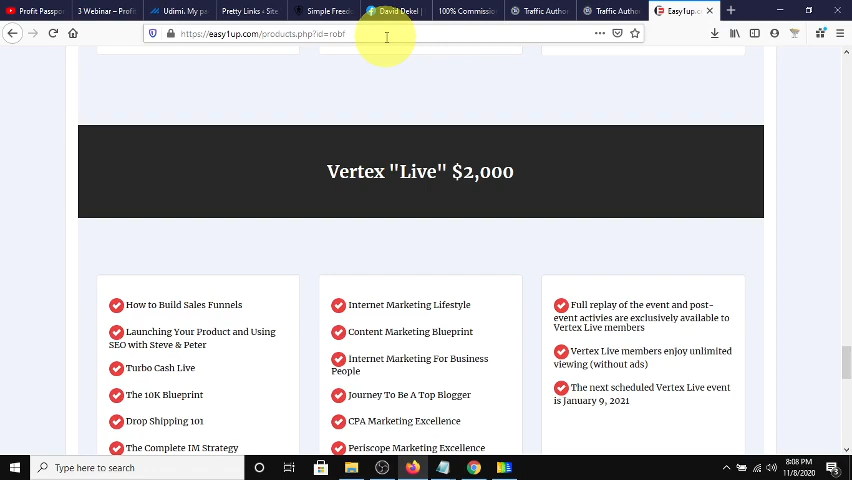 Profit Passpo
3 Webinar – Profit
Udimi. My pa
Pretty Links ‹ Site
Simple Freed
David Dekel |
100% Commissio
Traffic Autho
Traffic Author
Easy1up.c
https://easy1up.com/products.php?id=robf
Vertex "Live" $2,000
How to Build Sales Funnels
Launching Your Product and Using
SEO with Steve & Peter
Turbo Cash Live
The 10K Blueprint
Drop Shipping 101
The Complete IM Strategy
Internet Marketing Lifestyle
Content Marketing Blueprint
Internet Marketing For Business
People
Journey To Be A Top Blogger
CPA Marketing Excellence
Periscope Marketing Excellence
Full replay of the event and post-
event activies are exclusively available to
Vertex Live members
Vertex Live members enjoy unlimited
viewing (without ads)
The next scheduled Vertex Live event
is January 9, 2021
Type here to search
8:08 PM
11/8/2020
3